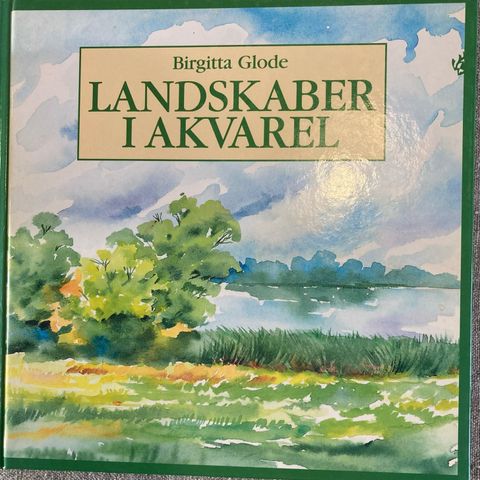 Birgitta Glode
LANDSKABER
I AKVAREL